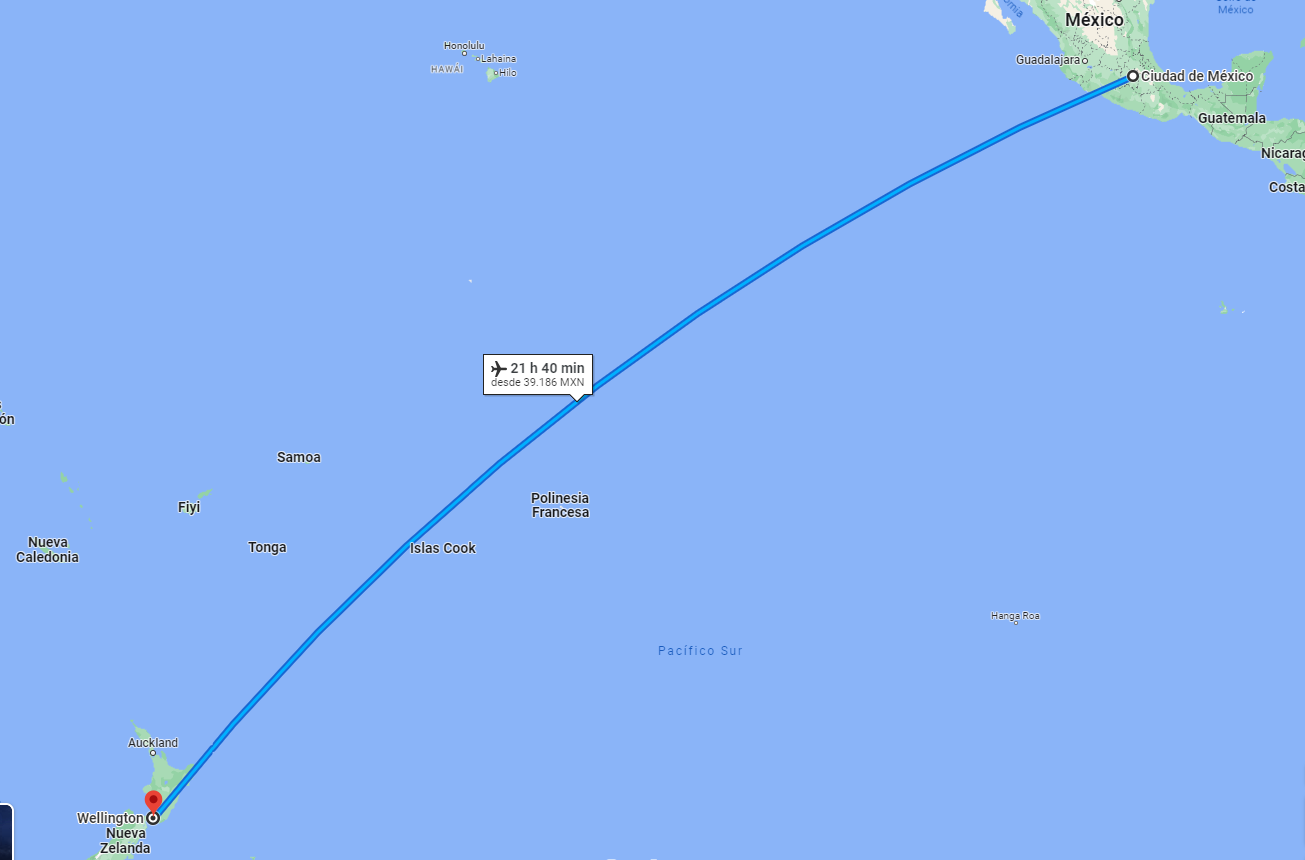 México
Honolulu
Lahaina
HAWÁI
Hilo
Guadalajara
Ciudad de México
Guatemala
Costa
21 h 40 min
desde 39.186 MXN
ón
Samoa
Polinesia
Francesa
Fiyi
Nueva
Caledonia
Tonga
Islas Cook
Hanga Roa
Pacífico Sur
Auckland
Wellington
Nueva
Zelanda
México